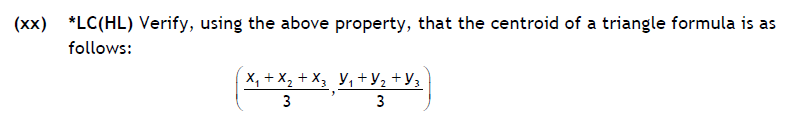 (xx) *LC(HL) Verify, using the above property, that the centroid of a triangle formula is as
follows:
(x₁ + x₂ + x₃ / 3, y₁ + y₂ + y₃ / 3)